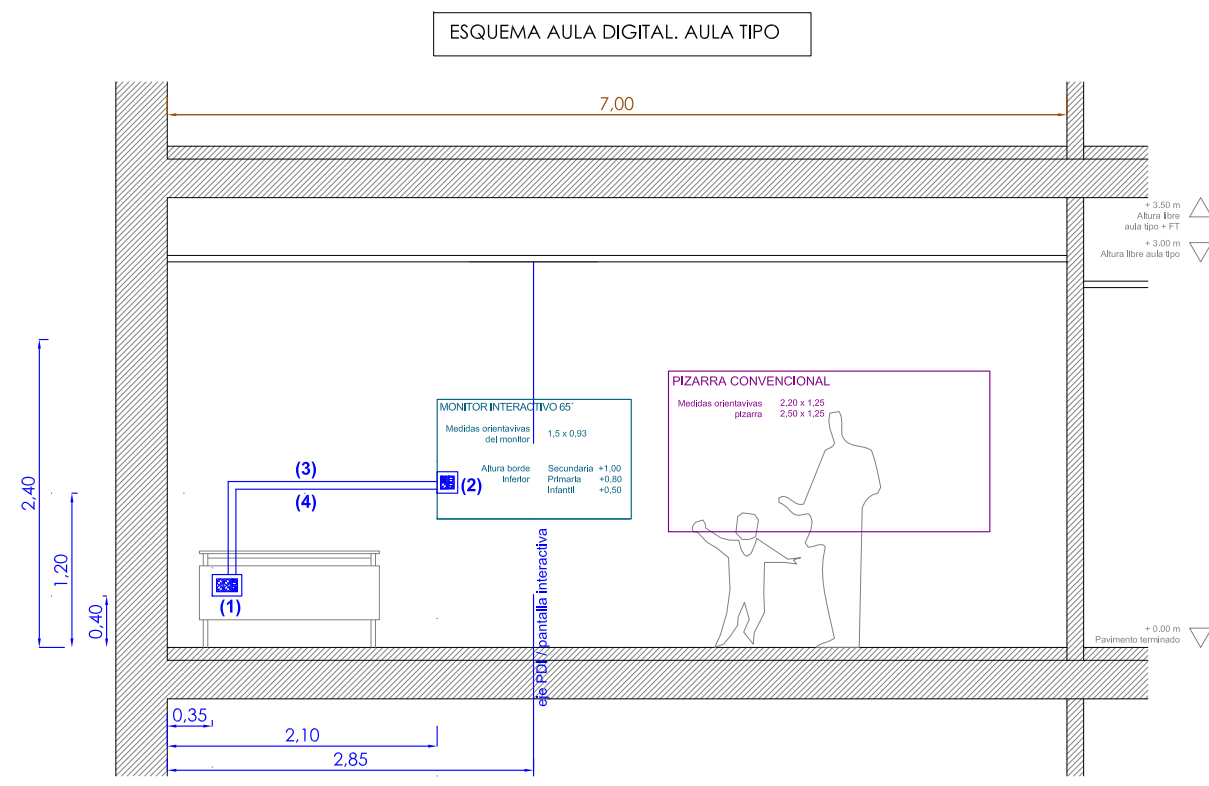 ESQUEMA AULA DIGITAL. AULA TIPO
7,00
+ 3.50 m
Altura libre
aula tipo + FT
+ 3.00 m
Altura libre aula tipo
PIZARRA CONVENCIONAL
Medidas orientavivas 2,20 x 1,25
pizarra 2,50 x 1,25
MONITOR INTERACTIVO 65´
Medidas orientavivas
del monitor
1,5 x 0,93
Altura borde Secundaria +1,00
Inferior Primaria +0,80
Infantil +0,50
(3)
(4)
(2)
(1)
2,40
1,20
0,40
eje PDI / pantalla interactiva
+ 0.00 m
Pavimento terminado
0,35
2,10
2,85